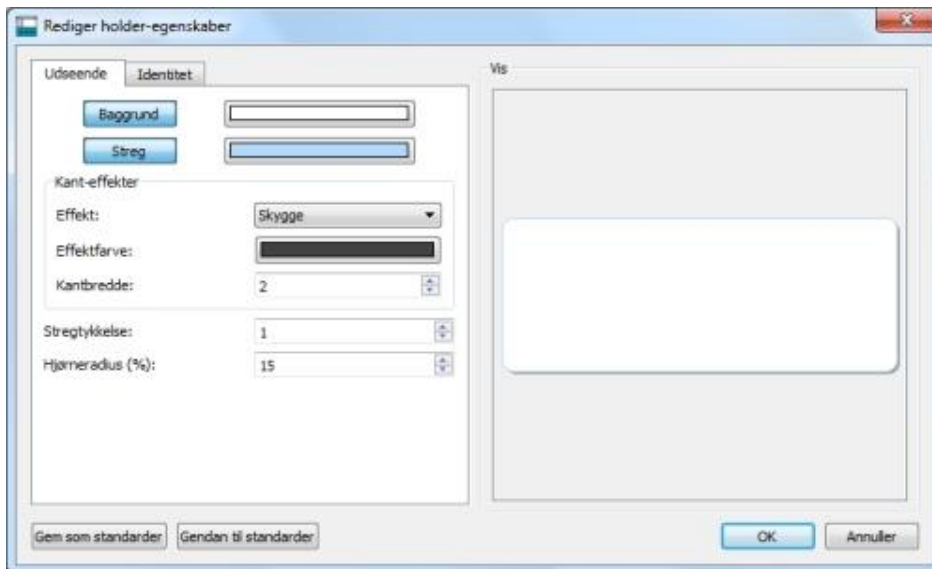 Rediger holder-egenskaber
Udseende
Identitet
Vis
Baggrund
Streg
Kant-effekter
Effekt:
Skygge
Effektfarve:
Kantbredde:
2
Stregtykkelse:
1
Hjørneradius (%):
15
Gem som standarder
Gendan til standarder
OK
Annuller